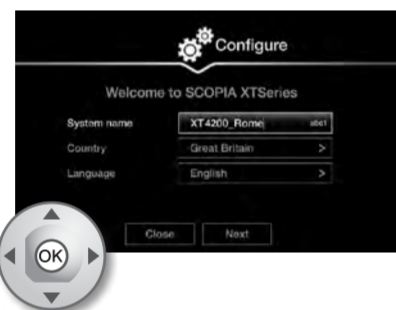 Configure
Welcome to SCOPIA XTSeries
System name XT4200_Rome abc1
Country Great Britain >
Language English >
Close Next
OK